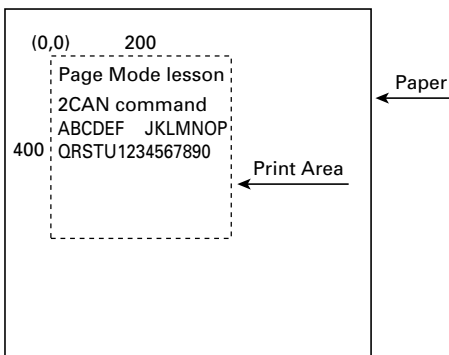 (0,0) 200
Page Mode lesson
Paper
2CAN command
ABCDEF JKLMNOP
400 QRSTU1234567890
Print Area